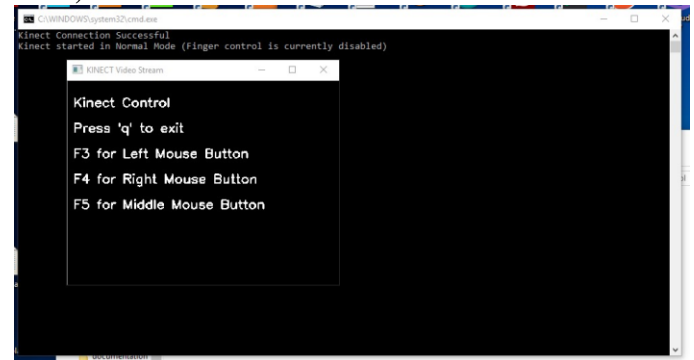 C:\WINDOWS\system32\cmd.exe
Kinect Connection Successful
Kinect started in Normal Mode (Finger control is currently disabled)
KINECT Video Stream
Kinect Control
Press 'q' to exit
F3 for Left Mouse Button
F4 for Right Mouse Button
F5 for Middle Mouse Button
documentation